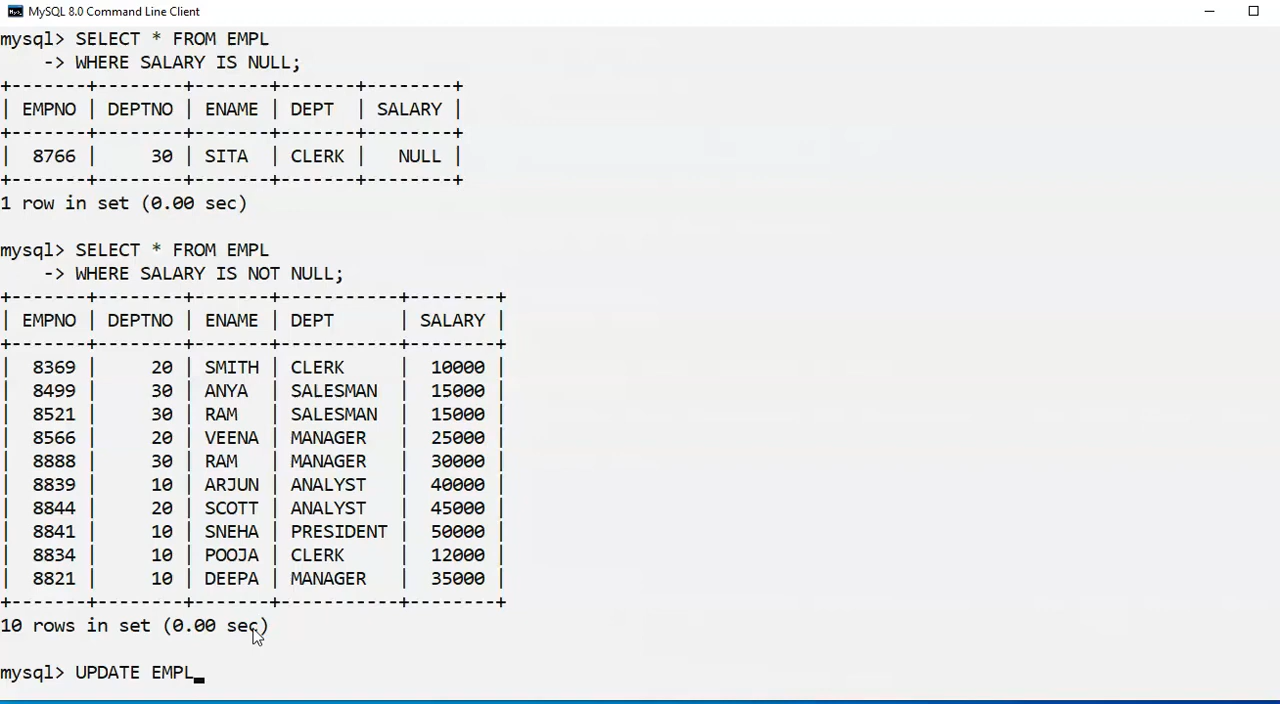 MySQL 8.0 Command Line Client
mysql> SELECT * FROM EMPL
    -> WHERE SALARY IS NULL;
+-------+--------+-------+-------+--------+
| EMPNO | DEPTNO | ENAME | DEPT  | SALARY |
+-------+--------+-------+-------+--------+
|  8766 |     30 | SITA  | CLERK |   NULL |
+-------+--------+-------+-------+--------+
1 row in set (0.00 sec)
mysql> SELECT * FROM EMPL
    -> WHERE SALARY IS NOT NULL;
+-------+--------+-------+-----------+--------+
| EMPNO | DEPTNO | ENAME | DEPT      | SALARY |
+-------+--------+-------+-----------+--------+
|  8369 |     20 | SMITH | CLERK     |  10000 |
|  8499 |     30 | ANYA  | SALESMAN  |  15000 |
|  8521 |     30 | RAM   | SALESMAN  |  15000 |
|  8566 |     20 | VEENA | MANAGER   |  25000 |
|  8888 |     30 | RAM   | MANAGER   |  30000 |
|  8839 |     10 | ARJUN | ANALYST   |  40000 |
|  8844 |     20 | SCOTT | ANALYST   |  45000 |
|  8841 |     10 | SNEHA | PRESIDENT |  50000 |
|  8834 |     10 | POOJA | CLERK     |  12000 |
|  8821 |     10 | DEEPA | MANAGER   |  35000 |
+-------+--------+-------+-----------+--------+
10 rows in set (0.00 sec)
mysql> UPDATE EMPL_